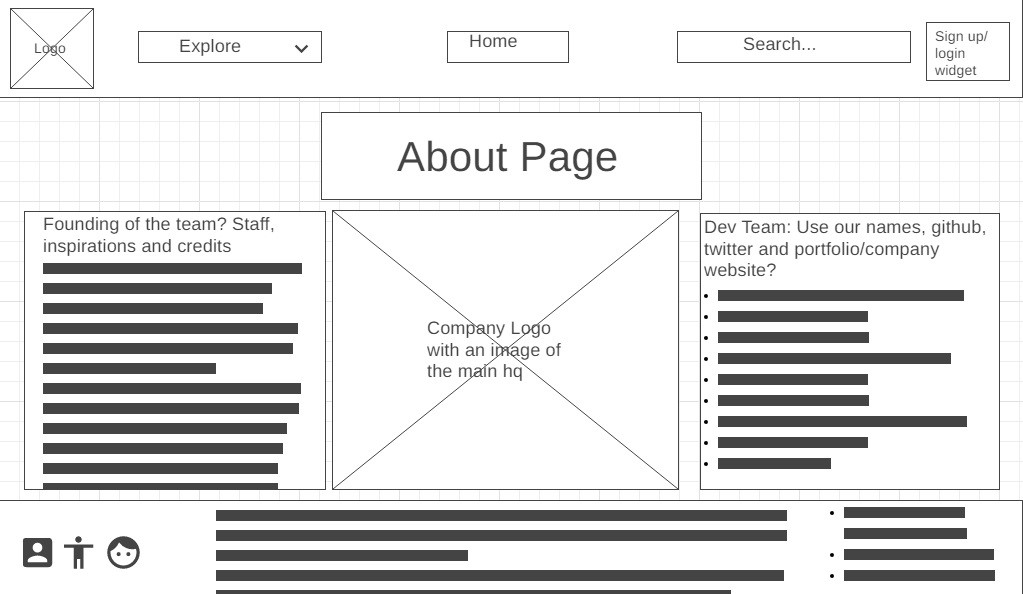 Logo
Explore
Home
Search...
Sign up/
login
widget
About Page
Founding of the team? Staff,
inspirations and credits
Company Logo
with an image of
the main hq
Dev Team: Use our names, github,
twitter and portfolio/company
website?